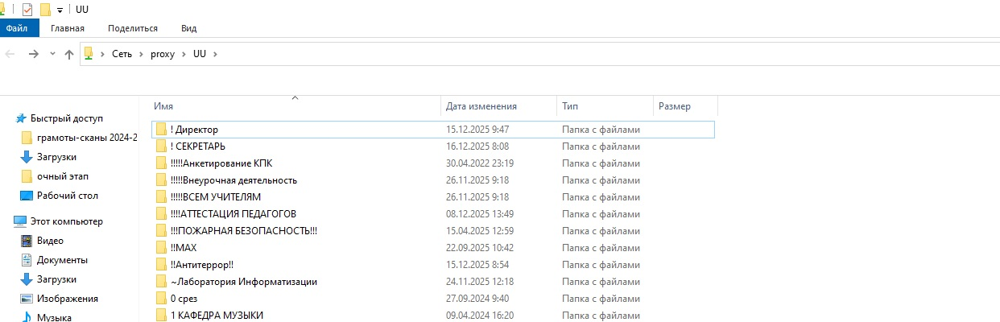 UU
Файл Главная Поделиться Вид
Сеть proxy UU
Имя Дата изменения Тип Размер
Быстрый доступ
грамоты-сканы 2024-2
Загрузки
очный этап
Рабочий стол
Этот компьютер
Видео
Документы
Загрузки
Изображения
Музыка
! Директор 15.12.2025 9:47 Папка с файлами
! СЕКРЕТАРЬ 16.12.2025 8:08 Папка с файлами
!!!!!Анкетирование КПК 30.04.2022 23:19 Папка с файлами
!!!!!Внеурочная деятельность 26.11.2025 9:18 Папка с файлами
!!!!!ВСЕМ УЧИТЕЛЯМ 26.11.2025 9:18 Папка с файлами
!!!!АТТЕСТАЦИЯ ПЕДАГОГОВ 08.12.2025 13:49 Папка с файлами
!!!ПОЖАРНАЯ БЕЗОПАСНОСТЬ!!! 15.04.2025 12:59 Папка с файлами
!!MAX 22.09.2025 10:42 Папка с файлами
!!Антитеррор!! 15.12.2025 8:54 Папка с файлами
~Лаборатория Информатизации 24.11.2025 12:18 Папка с файлами
0 срез 27.09.2024 9:40 Папка с файлами
1 КАФЕДРА МУЗЫКИ 09.04.2024 16:20 Папка с файлами